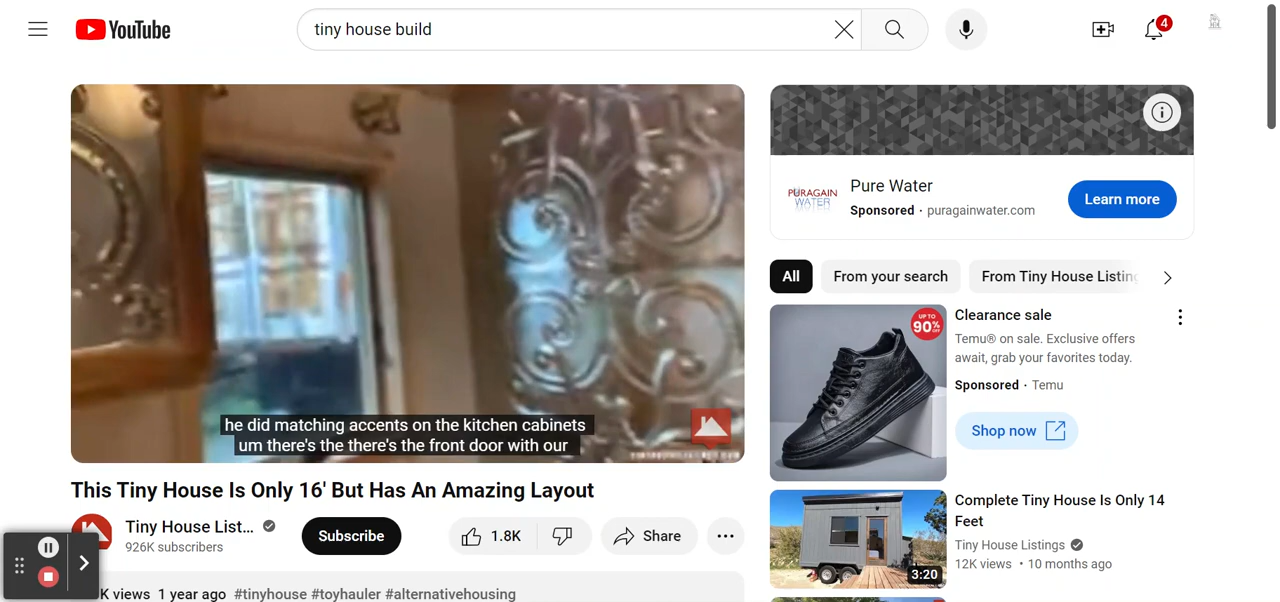 YouTube
tiny house build
4
he did matching accents on the kitchen cabinets
um there's the there's the front door with our
This Tiny House Is Only 16' But Has An Amazing Layout
Tiny House List...
926K subscribers
Subscribe
1.8K
Share
K views 1 year ago #tinyhouse #toyhauler #alternativehousing
PURAGAIN
WATER
Pure Water
Sponsored · puragainwater.com
Learn more
All
From your search
From Tiny House Listing
UP TO
90%
OFF
Clearance sale
Temu® on sale. Exclusive offers
await, grab your favorites today.
Sponsored · Temu
Shop now
3:20
Complete Tiny House Is Only 14
Feet
Tiny House Listings
12K views · 10 months ago